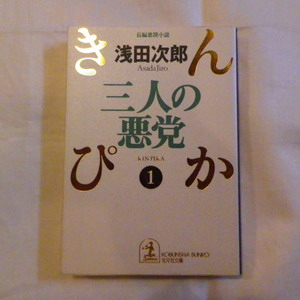 長編悪漢小説
きん
浅田次郎
Asada Jiro
三人の
悪党
KINPIKA
ぴか
1
KOBUNSHA BUNKO
光文社文庫